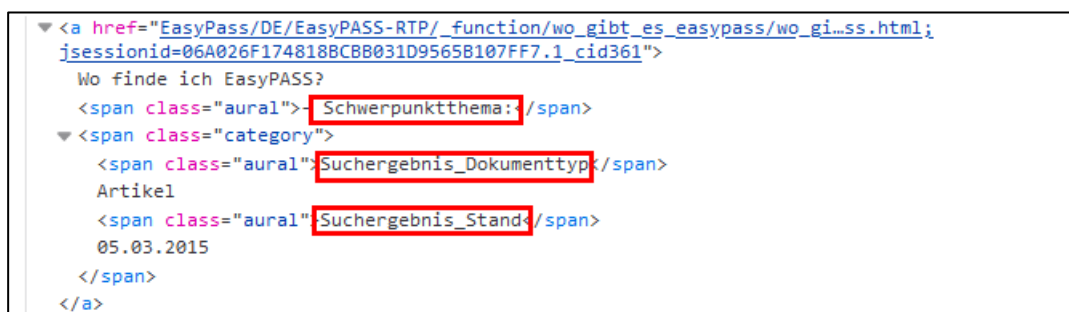 <a href="EasyPass/DE/EasyPASS-RTP/_function/wo_gibt_es_easypass/wo_gi…ss.html;
jsessionid=06A026F174818BCBB031D9565B107FF7.1_cid361">
Wo finde ich EasyPASS?
<span class="aural">- Schwerpunktthema:</span>
<span class="category">
<span class="aural">Suchergebnis_Dokumenttyp</span>
Artikel
<span class="aural">Suchergebnis_Stand</span>
05.03.2015
</span>
</a>